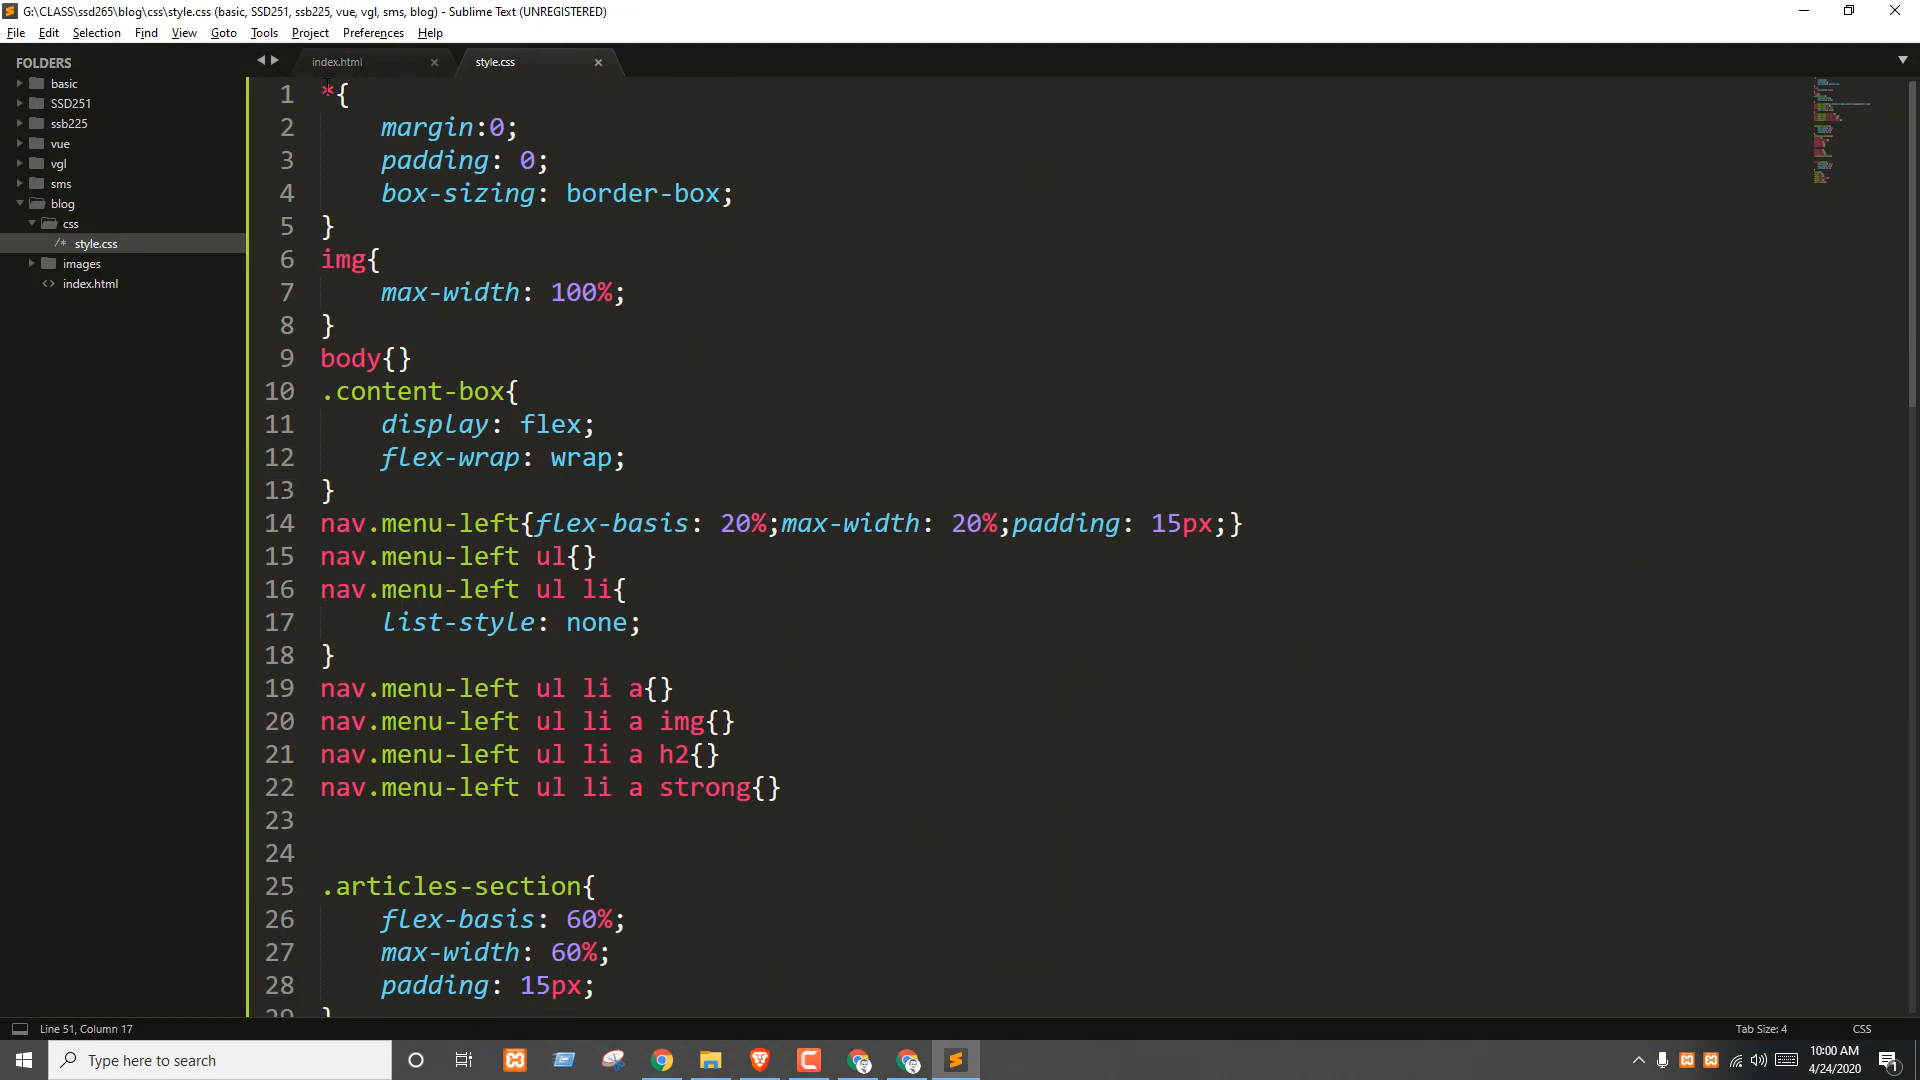 G:\CLASS\ssd265\blog\css\style.css (basic, SSD251, ssb225, vue, vgl, sms, blog) - Sublime Text (UNREGISTERED)
File Edit Selection Find View Goto Tools Project Preferences Help
FOLDERS
basic
SSD251
ssb225
vue
vgl
sms
blog
css
/* style.css
images
<> index.html
index.html
style.css
1 *{
2 margin:0;
3 padding: 0;
4 box-sizing: border-box;
5 }
6 img{
7 max-width: 100%;
8 }
9 body{}
10 .content-box{
11 display: flex;
12 flex-wrap: wrap;
13 }
14 nav.menu-left{flex-basis: 20%;max-width: 20%;padding: 15px;}
15 nav.menu-left ul{}
16 nav.menu-left ul li{
17 list-style: none;
18 }
19 nav.menu-left ul li a{}
20 nav.menu-left ul li a img{}
21 nav.menu-left ul li a h2{}
22 nav.menu-left ul li a strong{}
23
24
25 .articles-section{
26 flex-basis: 60%;
27 max-width: 60%;
28 padding: 15px;
29 }
Line 51, Column 17
Tab Size: 4
CSS
Type here to search
10:00 AM
4/24/2020
1